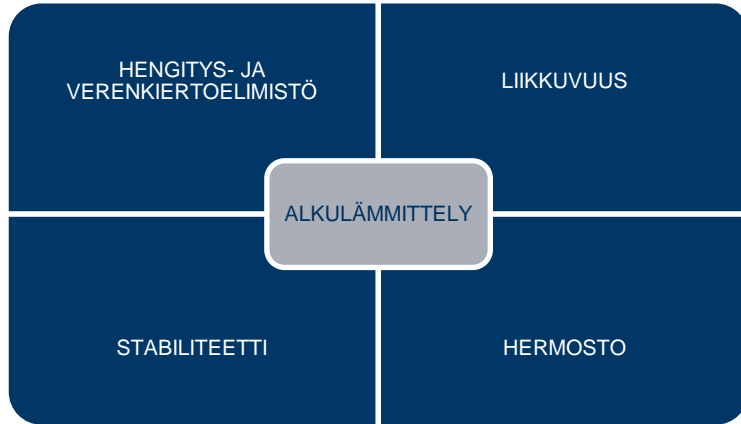 HENGITYS- JA
VERENKIERTOELIMISTÖ
LIIKKUVUUS
ALKULÄMMITTELY
STABILITEETTI
HERMOSTO